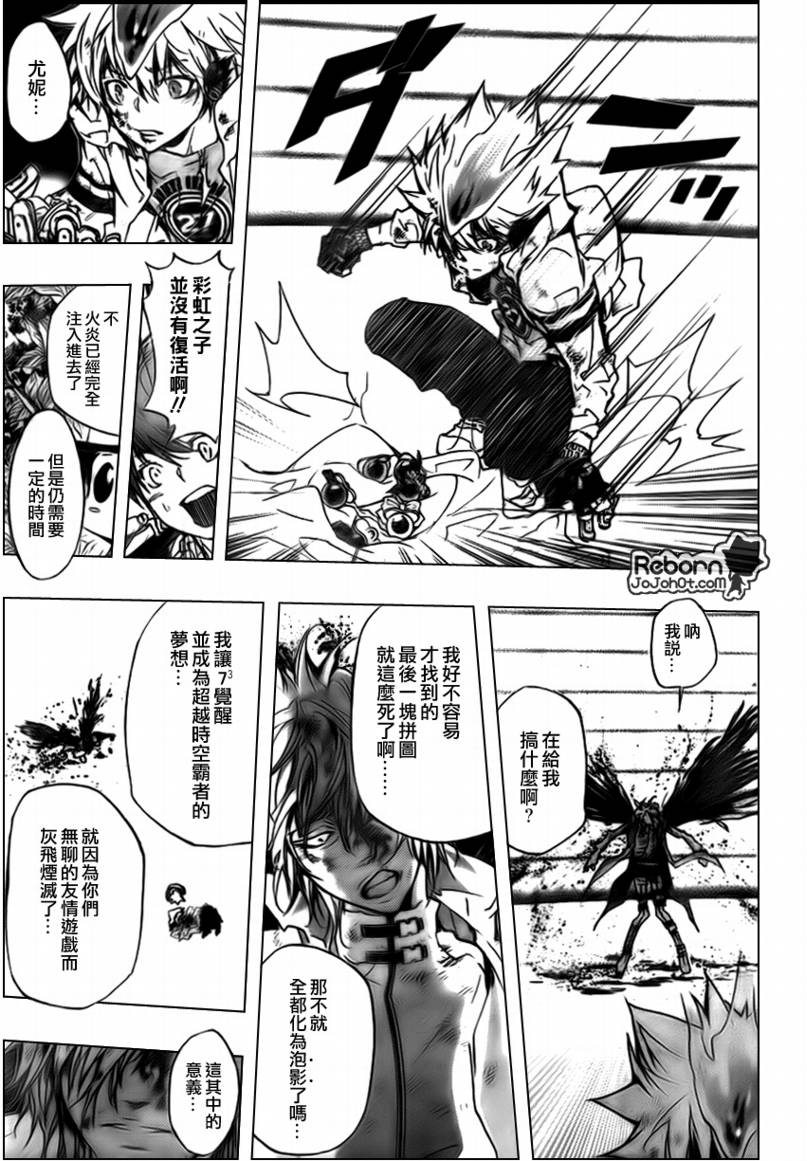 ダンッ
尤妮…
彩虹之子
並沒有復活啊!!
不
火炎已經完全
注入進去了
但是仍需要
一定的時間
Reborn
JoJohOt.com
吶
我說…
在給我
搞什麼啊?
我好不容易
才找到的
最後一塊拼圖
就這麼死了啊……
那不就
全都化為泡影了嗎…
我讓7³覺醒
並成為超越時空霸者的
夢想…
就因為你們
無聊的友情遊戲而
灰飛煙滅了…
這其中的
意義…